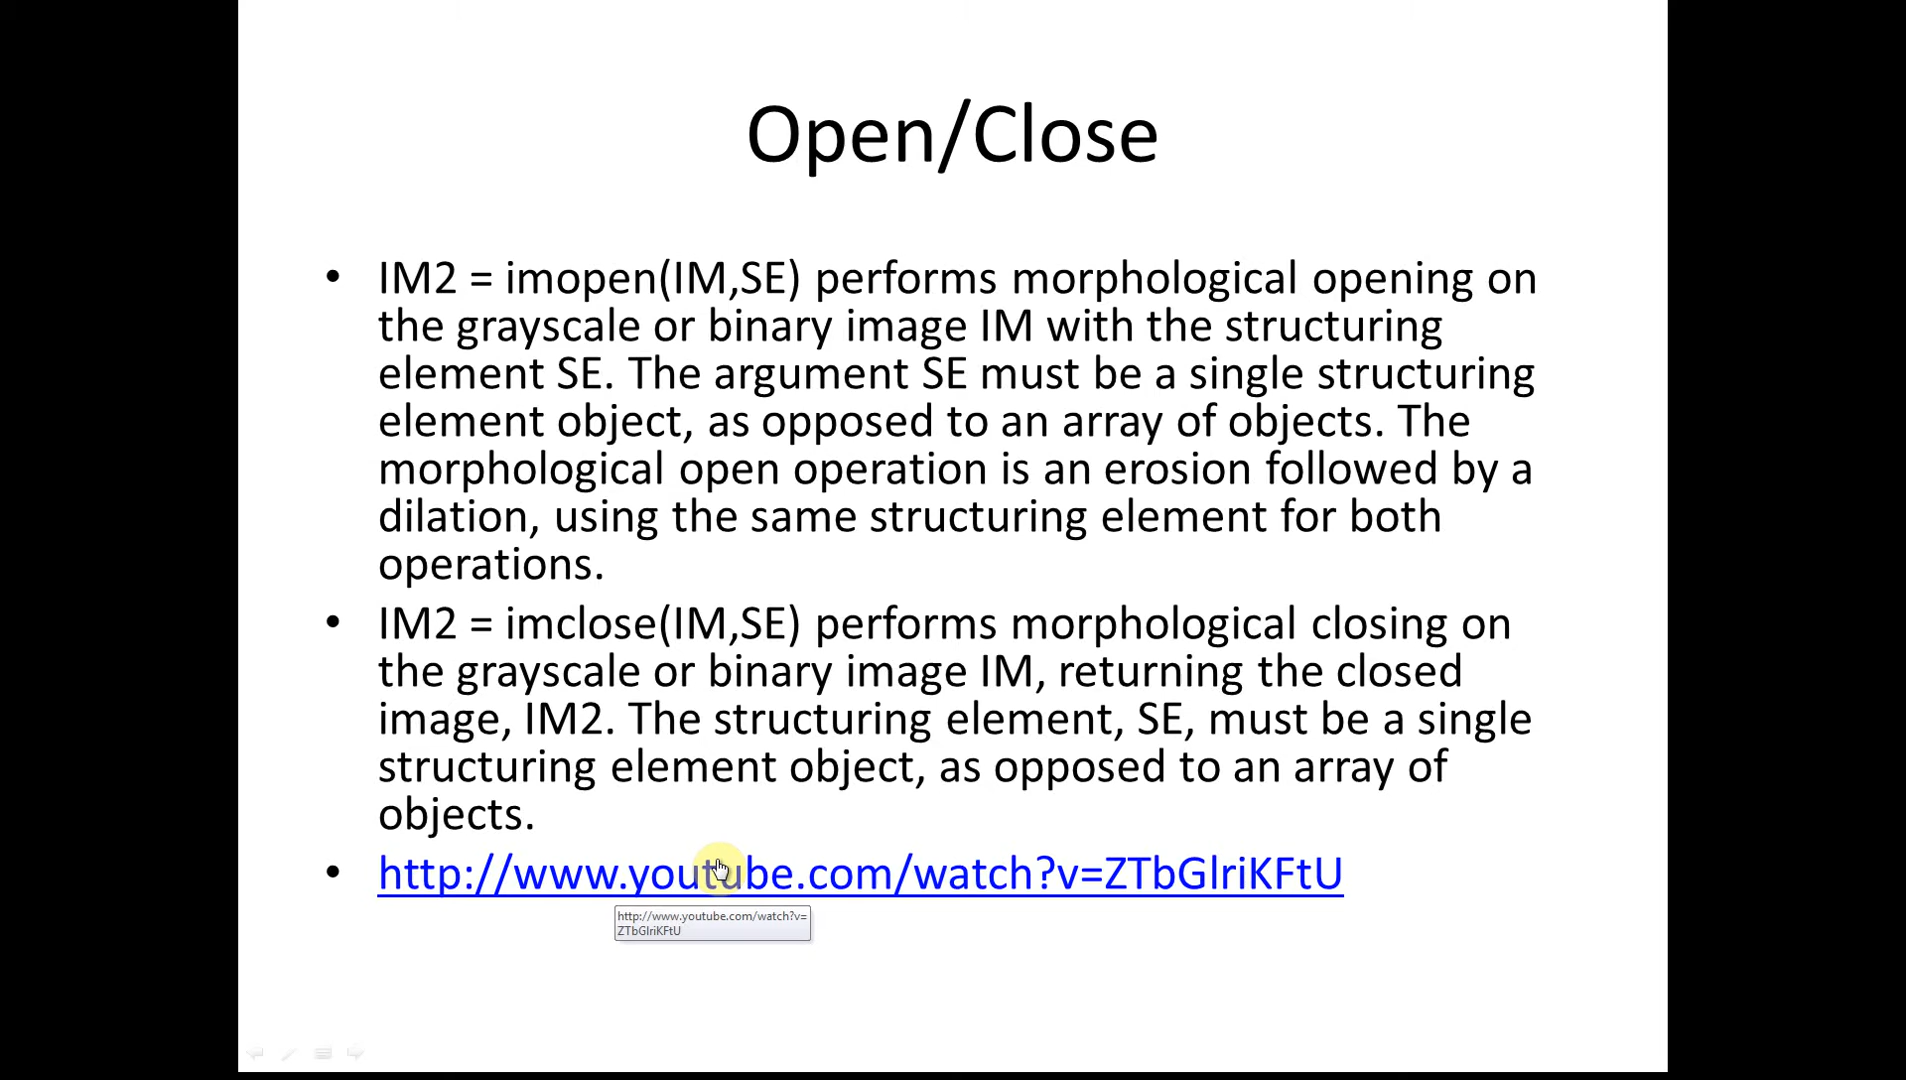 Open/Close
• IM2 = imopen(IM,SE) performs morphological opening on
the grayscale or binary image IM with the structuring
element SE. The argument SE must be a single structuring
element object, as opposed to an array of objects. The
morphological open operation is an erosion followed by a
dilation, using the same structuring element for both
operations.
• IM2 = imclose(IM,SE) performs morphological closing on
the grayscale or binary image IM, returning the closed
image, IM2. The structuring element, SE, must be a single
structuring element object, as opposed to an array of
objects.
• http://www.youtube.com/watch?v=ZTbGlriKFtU
http://www.youtube.com/watch?v=
ZTbGlriKFtU